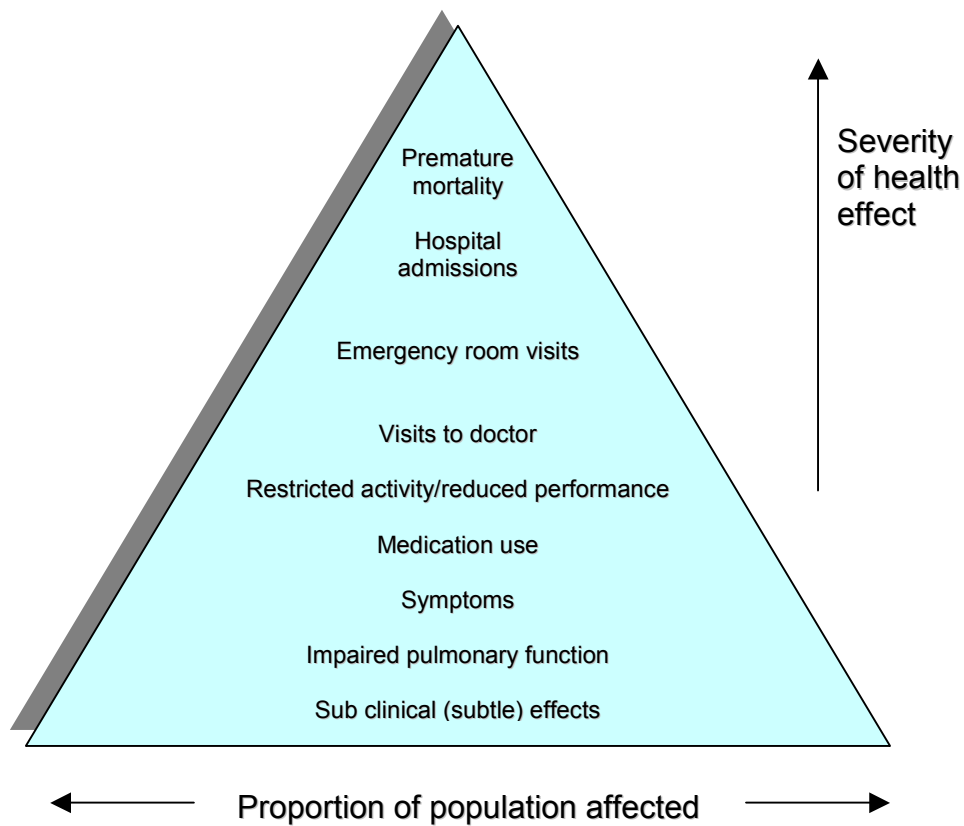 Premature
mortality
Hospital
admissions
Emergency room visits
Visits to doctor
Restricted activity/reduced performance
Medication use
Symptoms
Impaired pulmonary function
Sub clinical (subtle) effects
Severity
of health
effect
Proportion of population affected